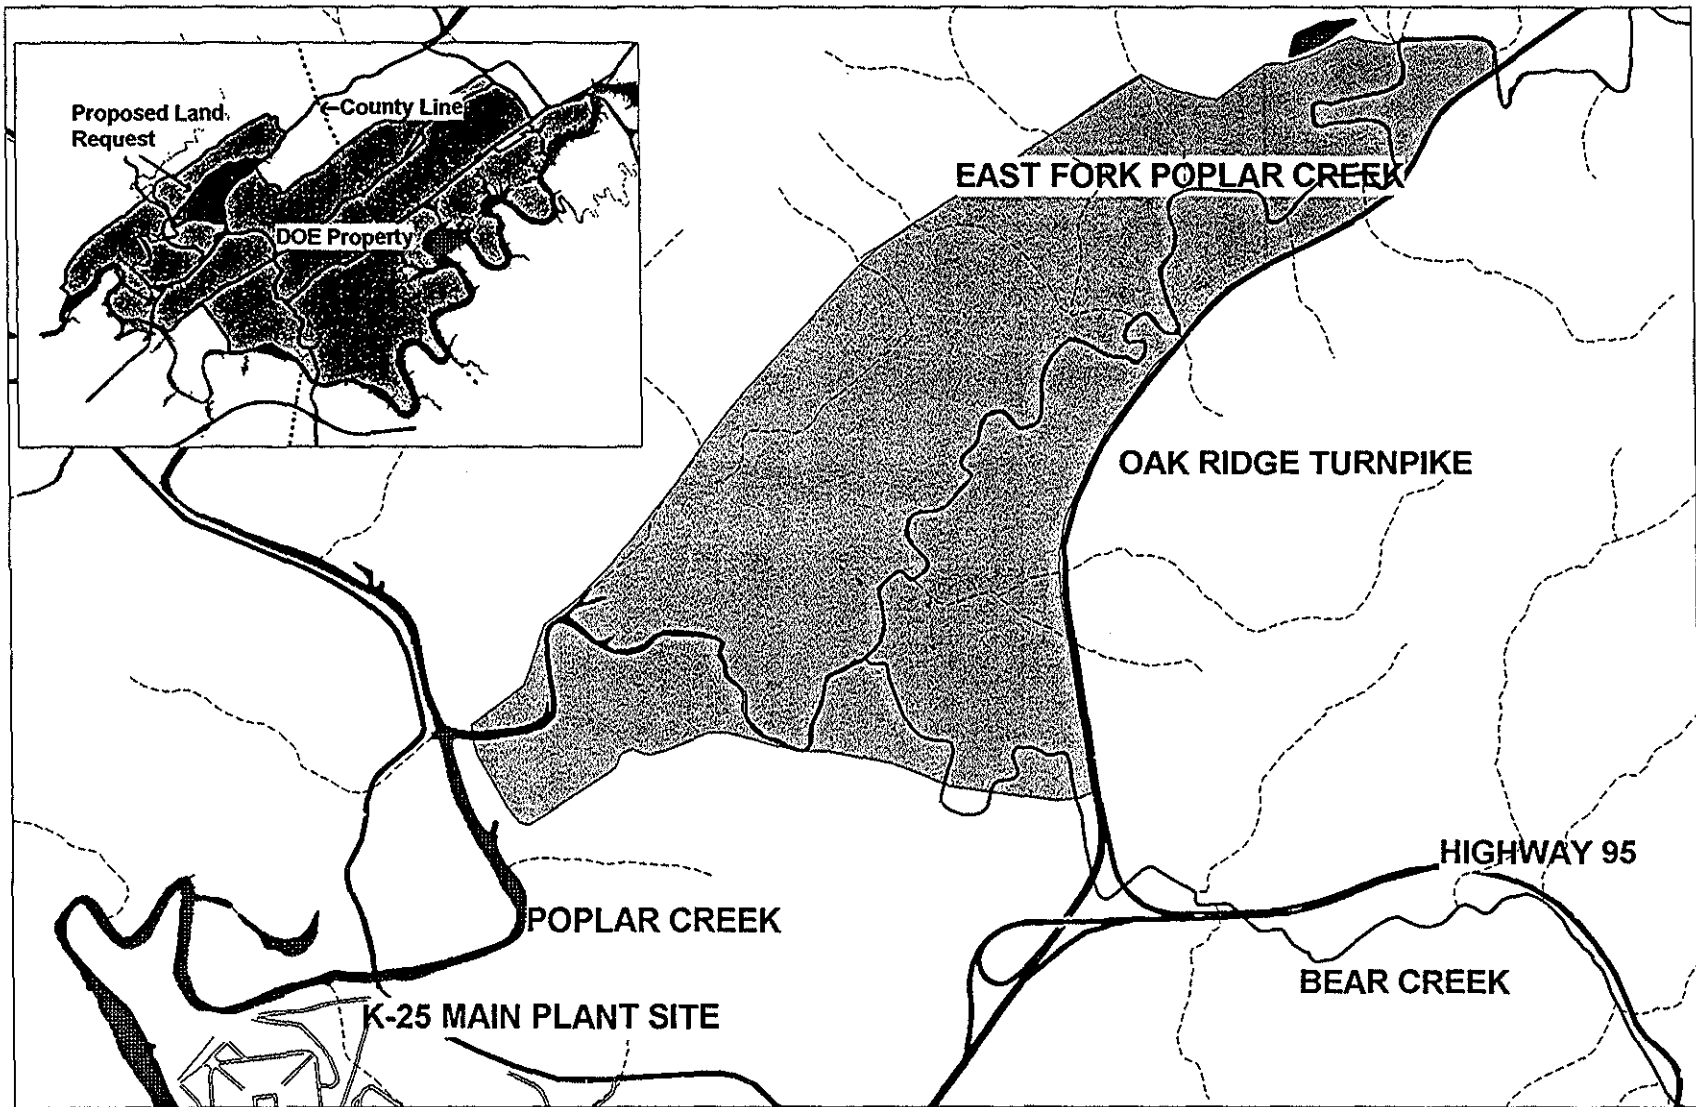 Proposed Land
Request
County Line
DOE Property
EAST FORK POPLAR CREEK
OAK RIDGE TURNPIKE
HIGHWAY 95
POPLAR CREEK
BEAR CREEK
K-25 MAIN PLANT SITE